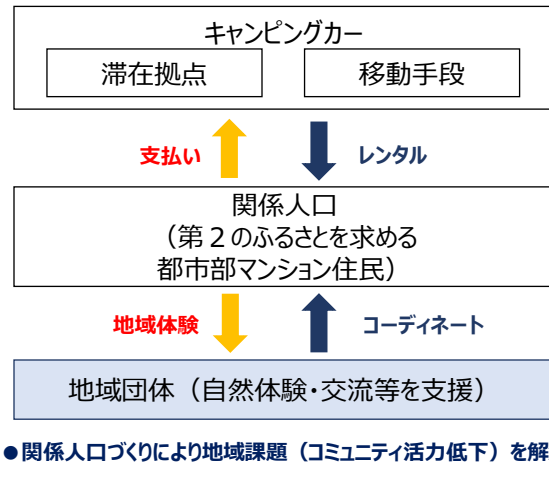 キャンピングカー
滞在拠点 移動手段
支払い レンタル
関係人口
（第２のふるさとを求める
都市部マンション住民）
地域体験 コーディネート
地域団体（自然体験・交流等を支援）
●関係人口づくりにより地域課題（コミュニティ活力低下）を解